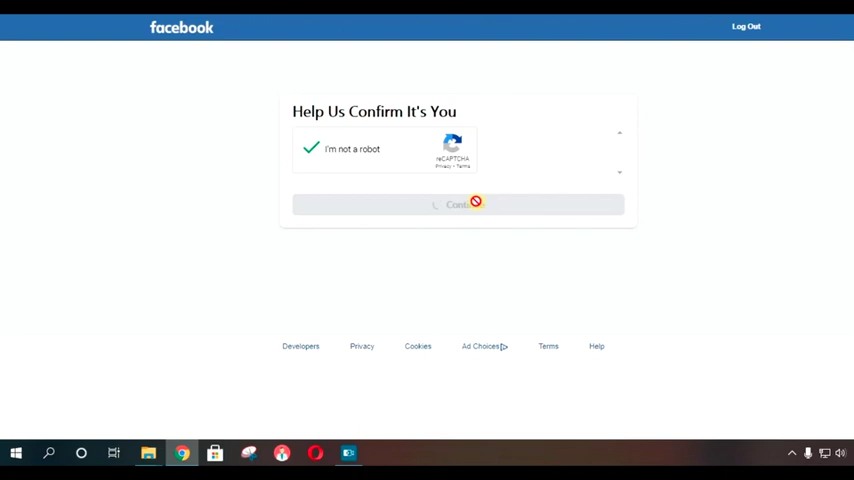 facebook
Log Out
Help Us Confirm It's You
I'm not a robot
reCAPTCHA
Privacy - Terms
Developers
Privacy
Cookies
Ad Choices
Terms
Help